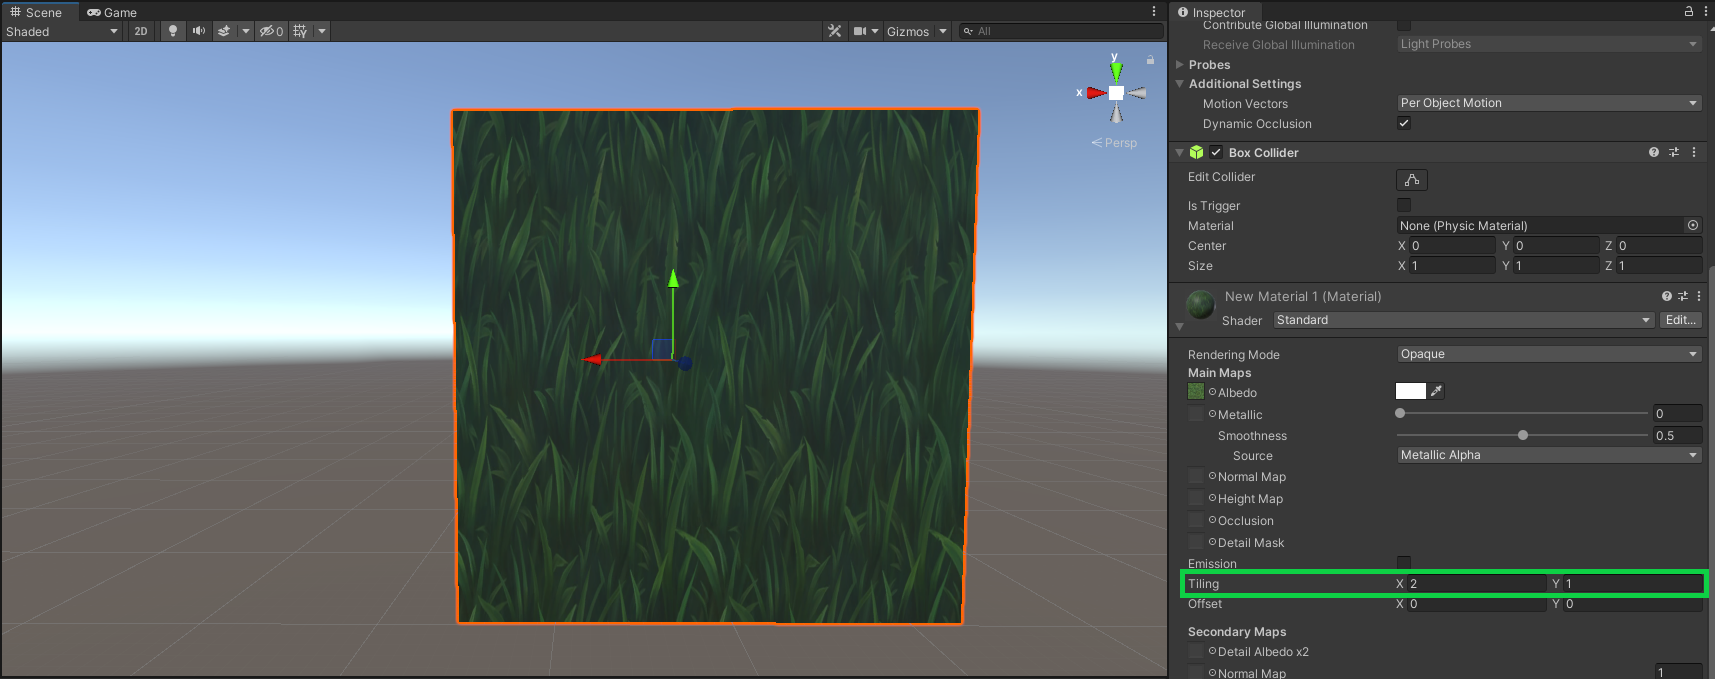 Scene Game
Shaded 2D 0 Gizmos All
y
x
Persp
Inspector
Contribute Global Illumination
Receive Global Illumination Light Probes
Probes
Additional Settings
Motion Vectors Per Object Motion
Dynamic Occlusion
Box Collider
Edit Collider
Is Trigger
Material None (Physic Material)
Center X 0 Y 0 Z 0
Size X 1 Y 1 Z 1
New Material 1 (Material)
Shader Standard Edit...
Rendering Mode Opaque
Main Maps
Albedo
Metallic 0
Smoothness 0.5
Source Metallic Alpha
Normal Map
Height Map
Occlusion
Detail Mask
Emission
Tiling X 2 Y 1
Offset X 0 Y 0
Secondary Maps
Detail Albedo x2
Normal Map 1